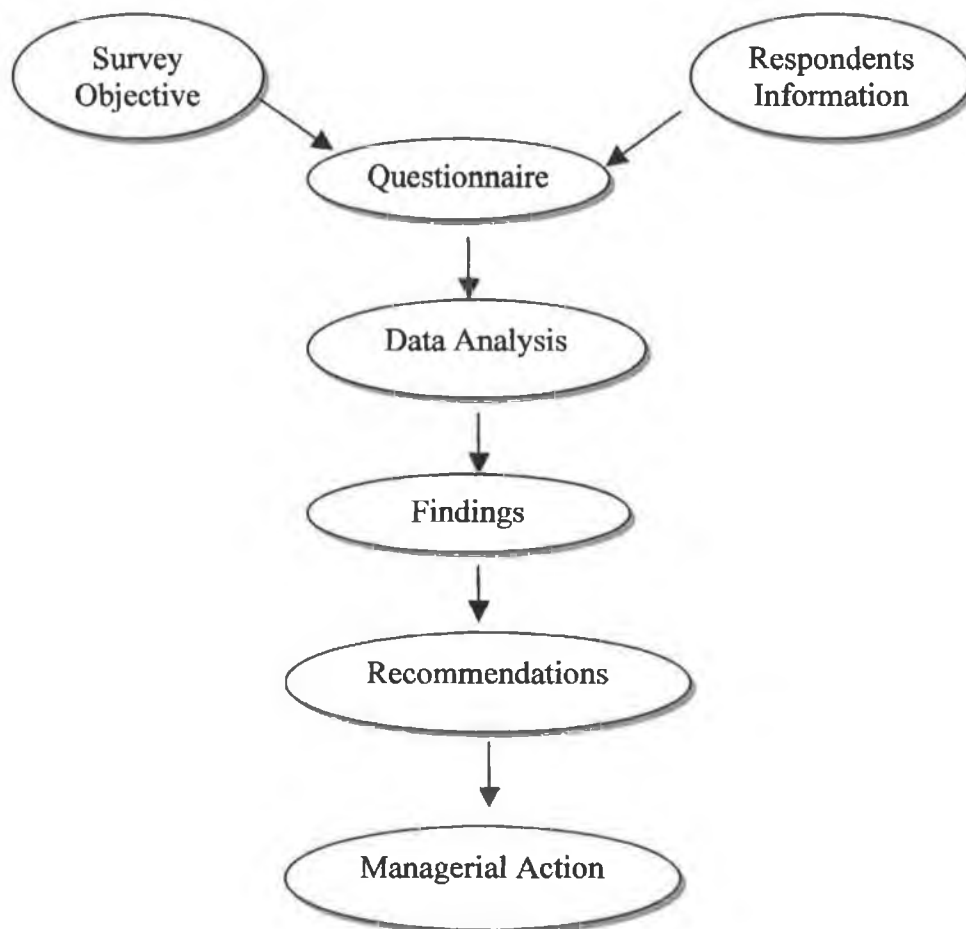 Survey
Objective
Respondents
Information
Questionnaire
Data Analysis
Findings
Recommendations
Managerial Action